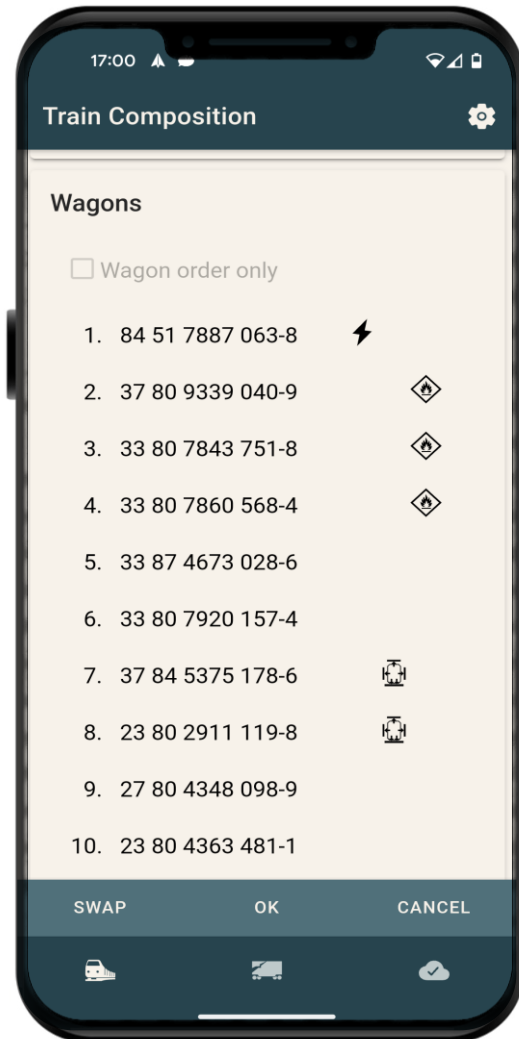 17:00
Train Composition
Wagons
Wagon order only
1. 84 51 7887 063-8
2. 37 80 9339 040-9
3. 33 80 7843 751-8
4. 33 80 7860 568-4
5. 33 87 4673 028-6
6. 33 80 7920 157-4
7. 37 84 5375 178-6
8. 23 80 2911 119-8
9. 27 80 4348 098-9
10. 23 80 4363 481-1
SWAP OK CANCEL